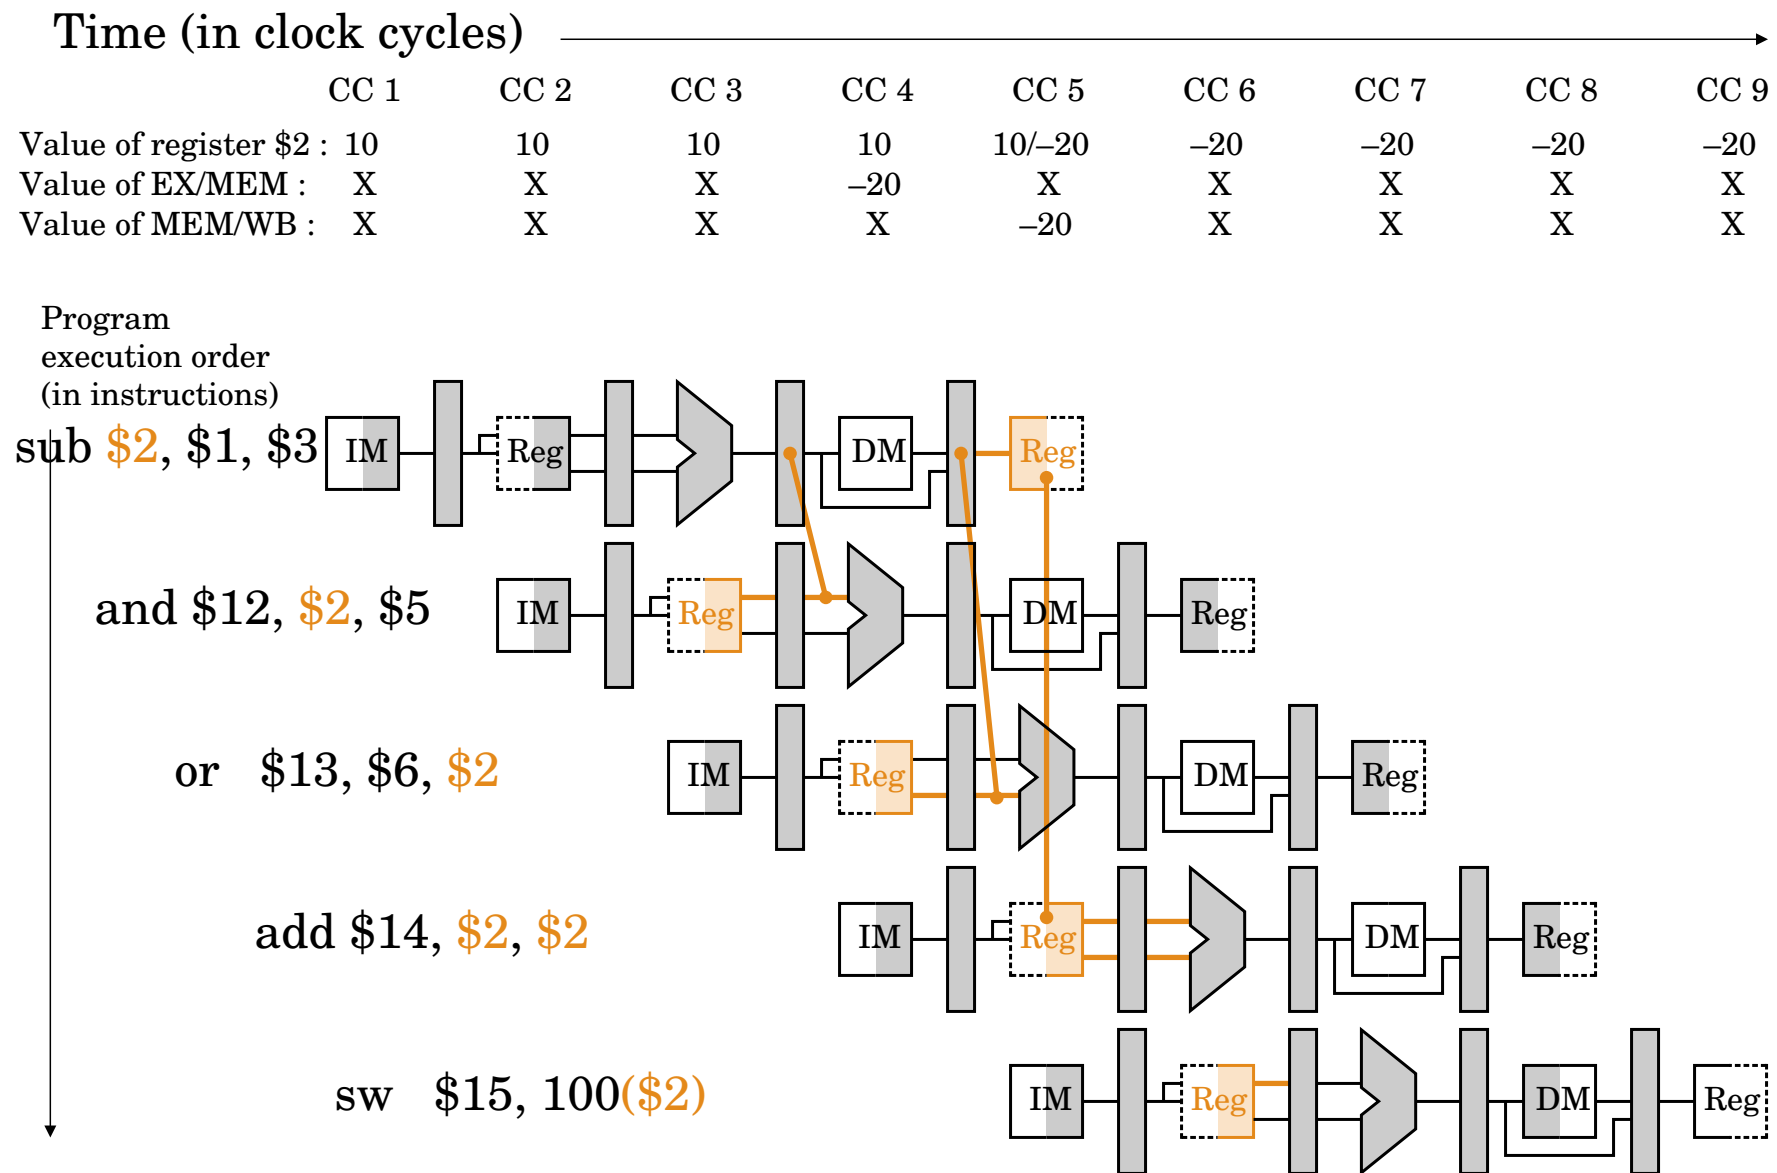 Time (in clock cycles)
CC 1 CC 2 CC 3 CC 4 CC 5 CC 6 CC 7 CC 8 CC 9
Value of register $2 : 10 10 10 10 10/–20 –20 –20 –20 –20
Value of EX/MEM : X X X –20 X X X X X
Value of MEM/WB : X X X X –20 X X X X
Program
execution order
(in instructions)
sub $2, $1, $3 IM Reg DM Reg
and $12, $2, $5 IM Reg DM Reg
or $13, $6, $2 IM Reg DM Reg
add $14, $2, $2 IM Reg DM Reg
sw $15, 100($2) IM Reg DM Reg